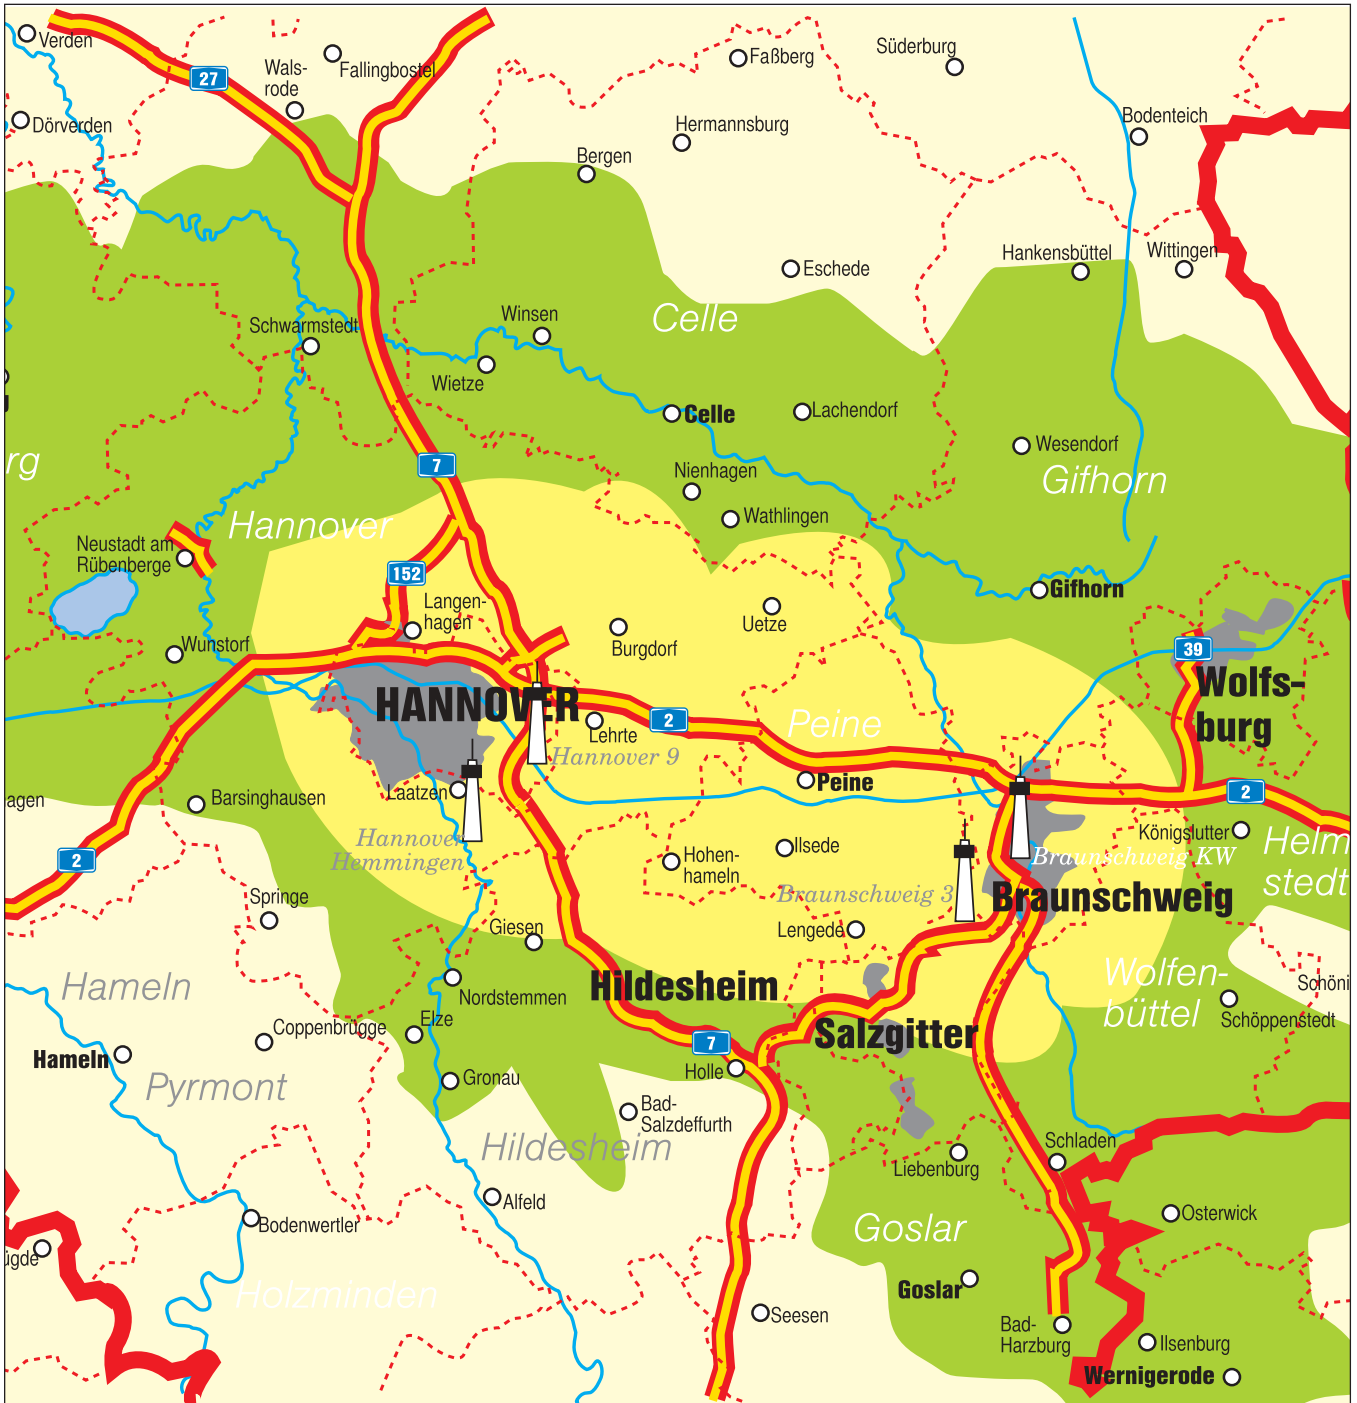 Verden
27
Wals-
rode
Fallingbostel
Faßberg
Süderburg
Dörverden
Hermannsburg
Bodenteich
Bergen
Eschede
Hankensbüttel
Wittingen
Schwarmstedt
Winsen
Celle
Wietze
Celle
Lachendorf
Wesendorf
rg
7
Nienhagen
Gifhorn
Wathlingen
Hannover
Neustadt am
Rübenberge
152
Langen-
hagen
Gifhorn
Uetze
Burgdorf
Wunstorf
39
Wolfs-
burg
HANNOVER
Lehrte
2
Peine
Hannover 9
Peine
Laatzen
Barsinghausen
agen
2
Königslutter
Helm
stedt
Hannover
Hemmingen
2
Hohen-
hameln
Ilsede
Braunschweig KW
Braunschweig 3
Braunschweig
Springe
Giesen
Lengede
Hameln
Nordstemmen
Hildesheim
Wolfen-
büttel
Schöni
Schöppenstedt
Elze
Coppenbrügge
Salzgitter
7
Hameln
Holle
Gronau
Pyrmont
Bad-
Salzdeffurth
Hildesheim
Schladen
Liebenburg
Alfeld
Bodenwertler
Osterwick
Goslar
ügde
Goslar
Holzminden
Seesen
Bad-
Harzburg
Ilsenburg
Wernigerode